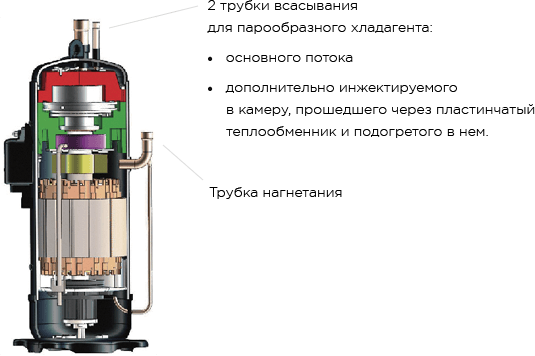 2 трубки всасывания
для парообразного хладагента:
• основного потока
• дополнительно инжектируемого
в камеру, прошедшего через пластинчатый
теплообменник и подогретого в нем.
Трубка нагнетания